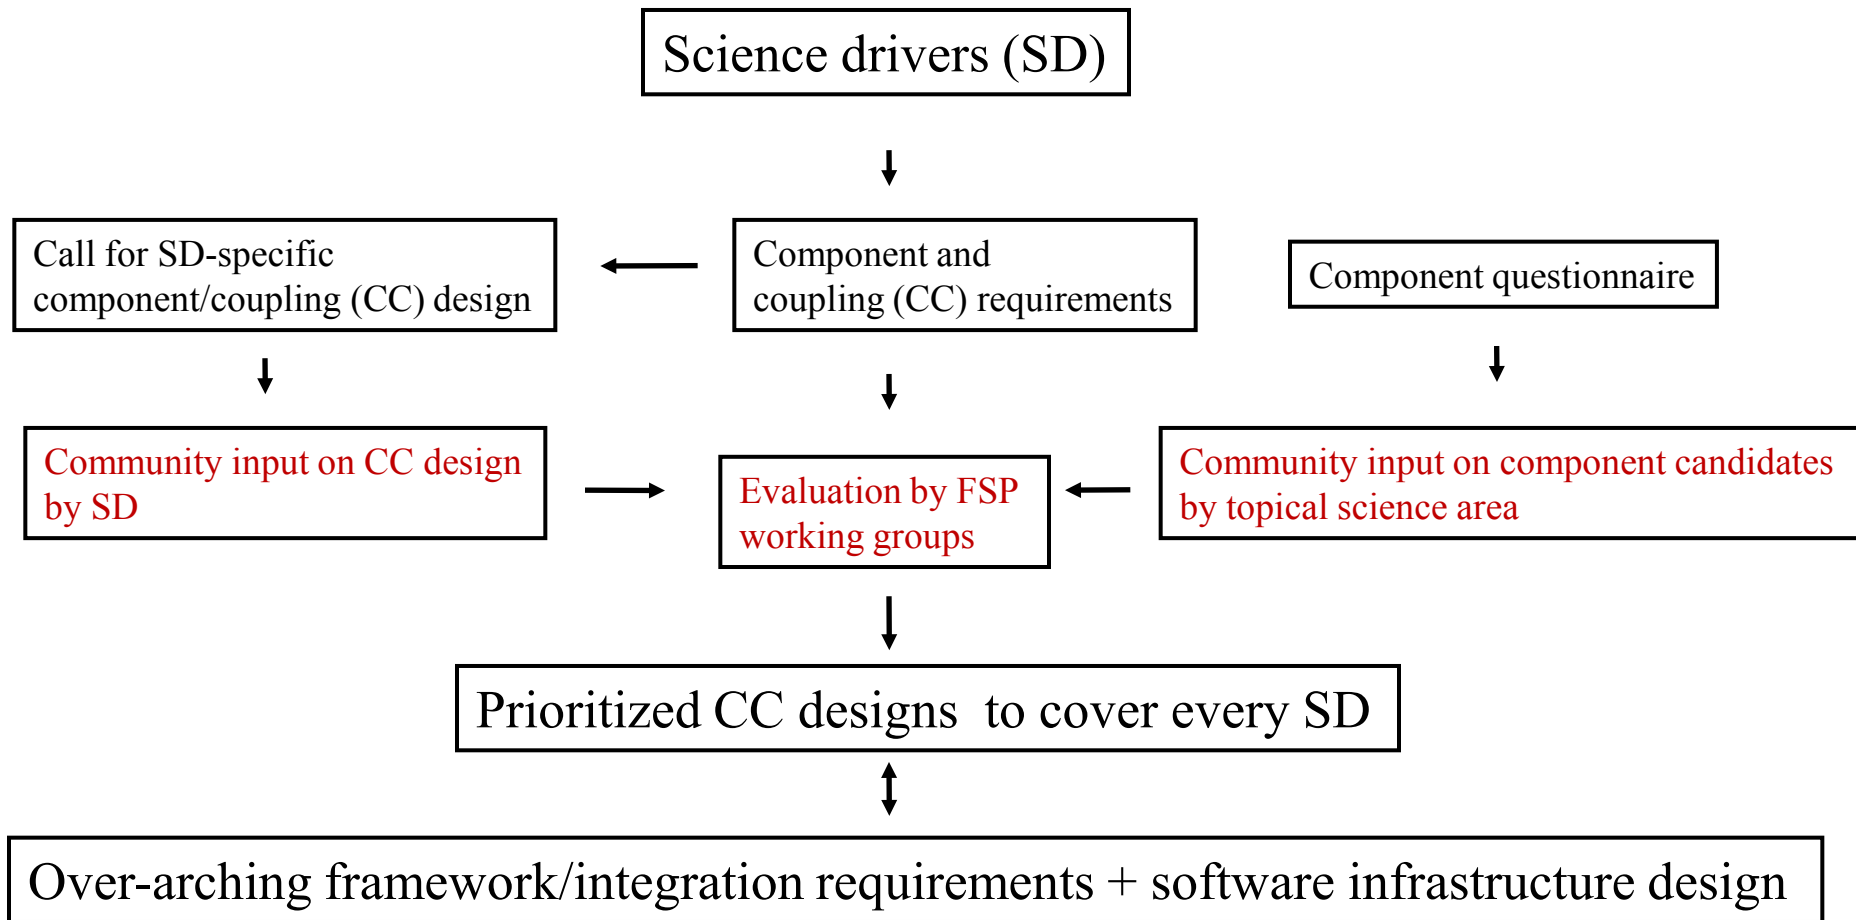 Science drivers (SD)
Call for SD-specific
component/coupling (CC) design
Component and
coupling (CC) requirements
Component questionnaire
Community input on CC design
by SD
Evaluation by FSP
working groups
Community input on component candidates
by topical science area
Prioritized CC designs  to cover every SD
Over-arching framework/integration requirements + software infrastructure design